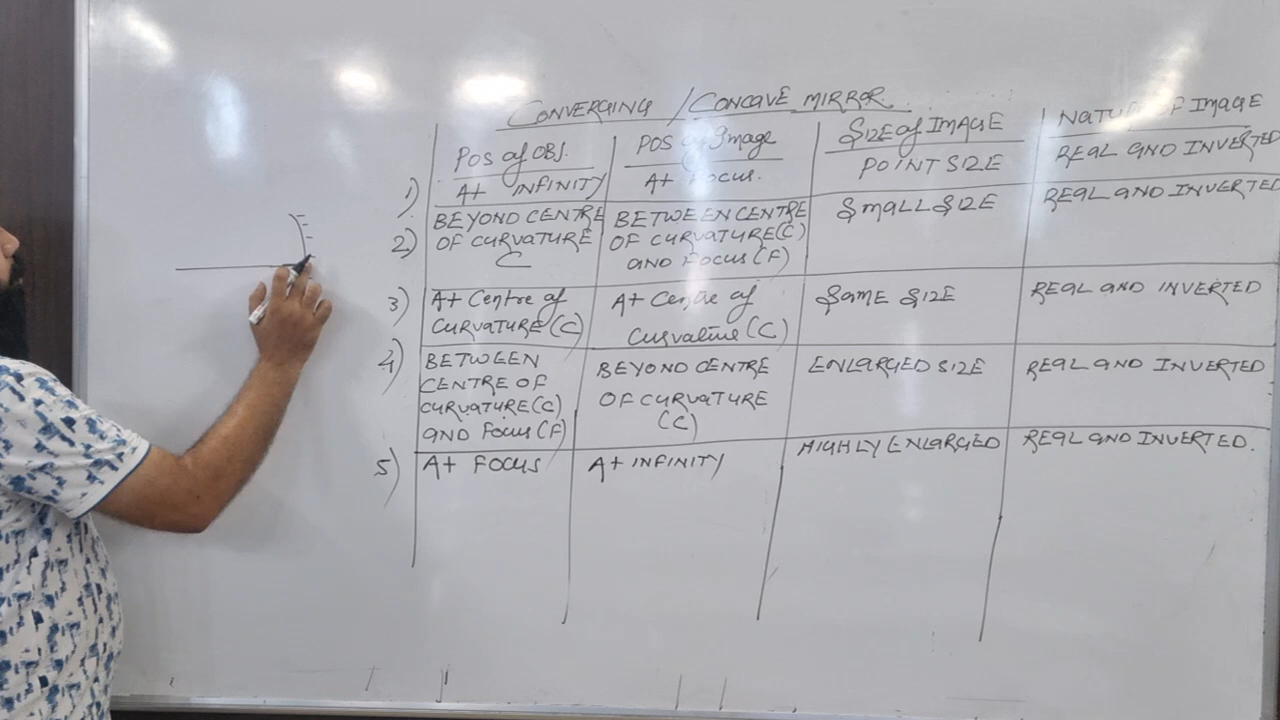 CONVERGING / CONCAVE MIRROR
POS of OBJ.
POS of Image
SIZE of IMAGE
OF IMAGE
1)
At INFINITY
At FOCUS.
POINT SIZE
REAL AND INVERTED
2)
BEYOND CENTRE
OF CURVATURE
C
BETWEEN CENTRE
OF CURVATURE(C)
AND FOCUS(F)
SMALL SIZE
REAL AND INVERTED
3)
At Centre of
CURVATURE(C)
At Centre of
(C)
SAME SIZE
REAL AND INVERTED
4)
BETWEEN
CENTRE OF
CURVATURE(C)
AND FOCUS(F)
BEYOND CENTRE
OF CURVATURE
(C)
ENLARGED SIZE
REAL AND INVERTED
5)
At FOCUS
At INFINITY
HIGHLY ENLARGED
REAL AND INVERTED.